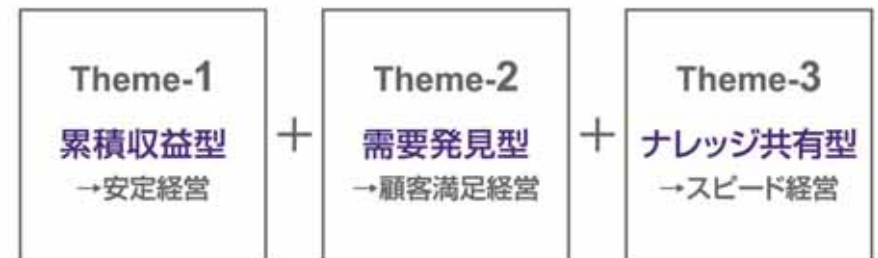 Theme-1
累積収益型
→安定経営
+
Theme-2
需要発見型
→顧客満足経営
+
Theme-3
ナレッジ共有型
→スピード経営